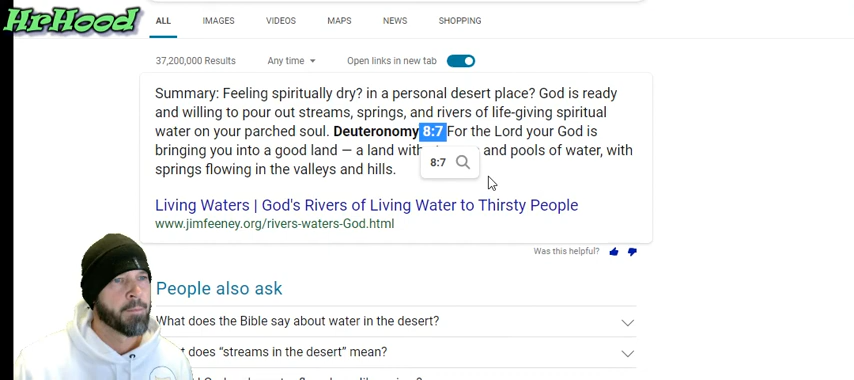 HrHood
ALL IMAGES VIDEOS MAPS NEWS SHOPPING
37,200,000 Results Any time Open links in new tab
Summary: Feeling spiritually dry? in a personal desert place? God is ready
and willing to pour out streams, springs, and rivers of life-giving spiritual
water on your parched soul. Deuteronomy 8:7 For the Lord your God is
bringing you into a good land — a land with and pools of water, with
8:7
springs flowing in the valleys and hills.
Living Waters | God's Rivers of Living Water to Thirsty People
www.jimfeeney.org/rivers-waters-God.html
Was this helpful?
People also ask
What does the Bible say about water in the desert?
does "streams in the desert" mean?